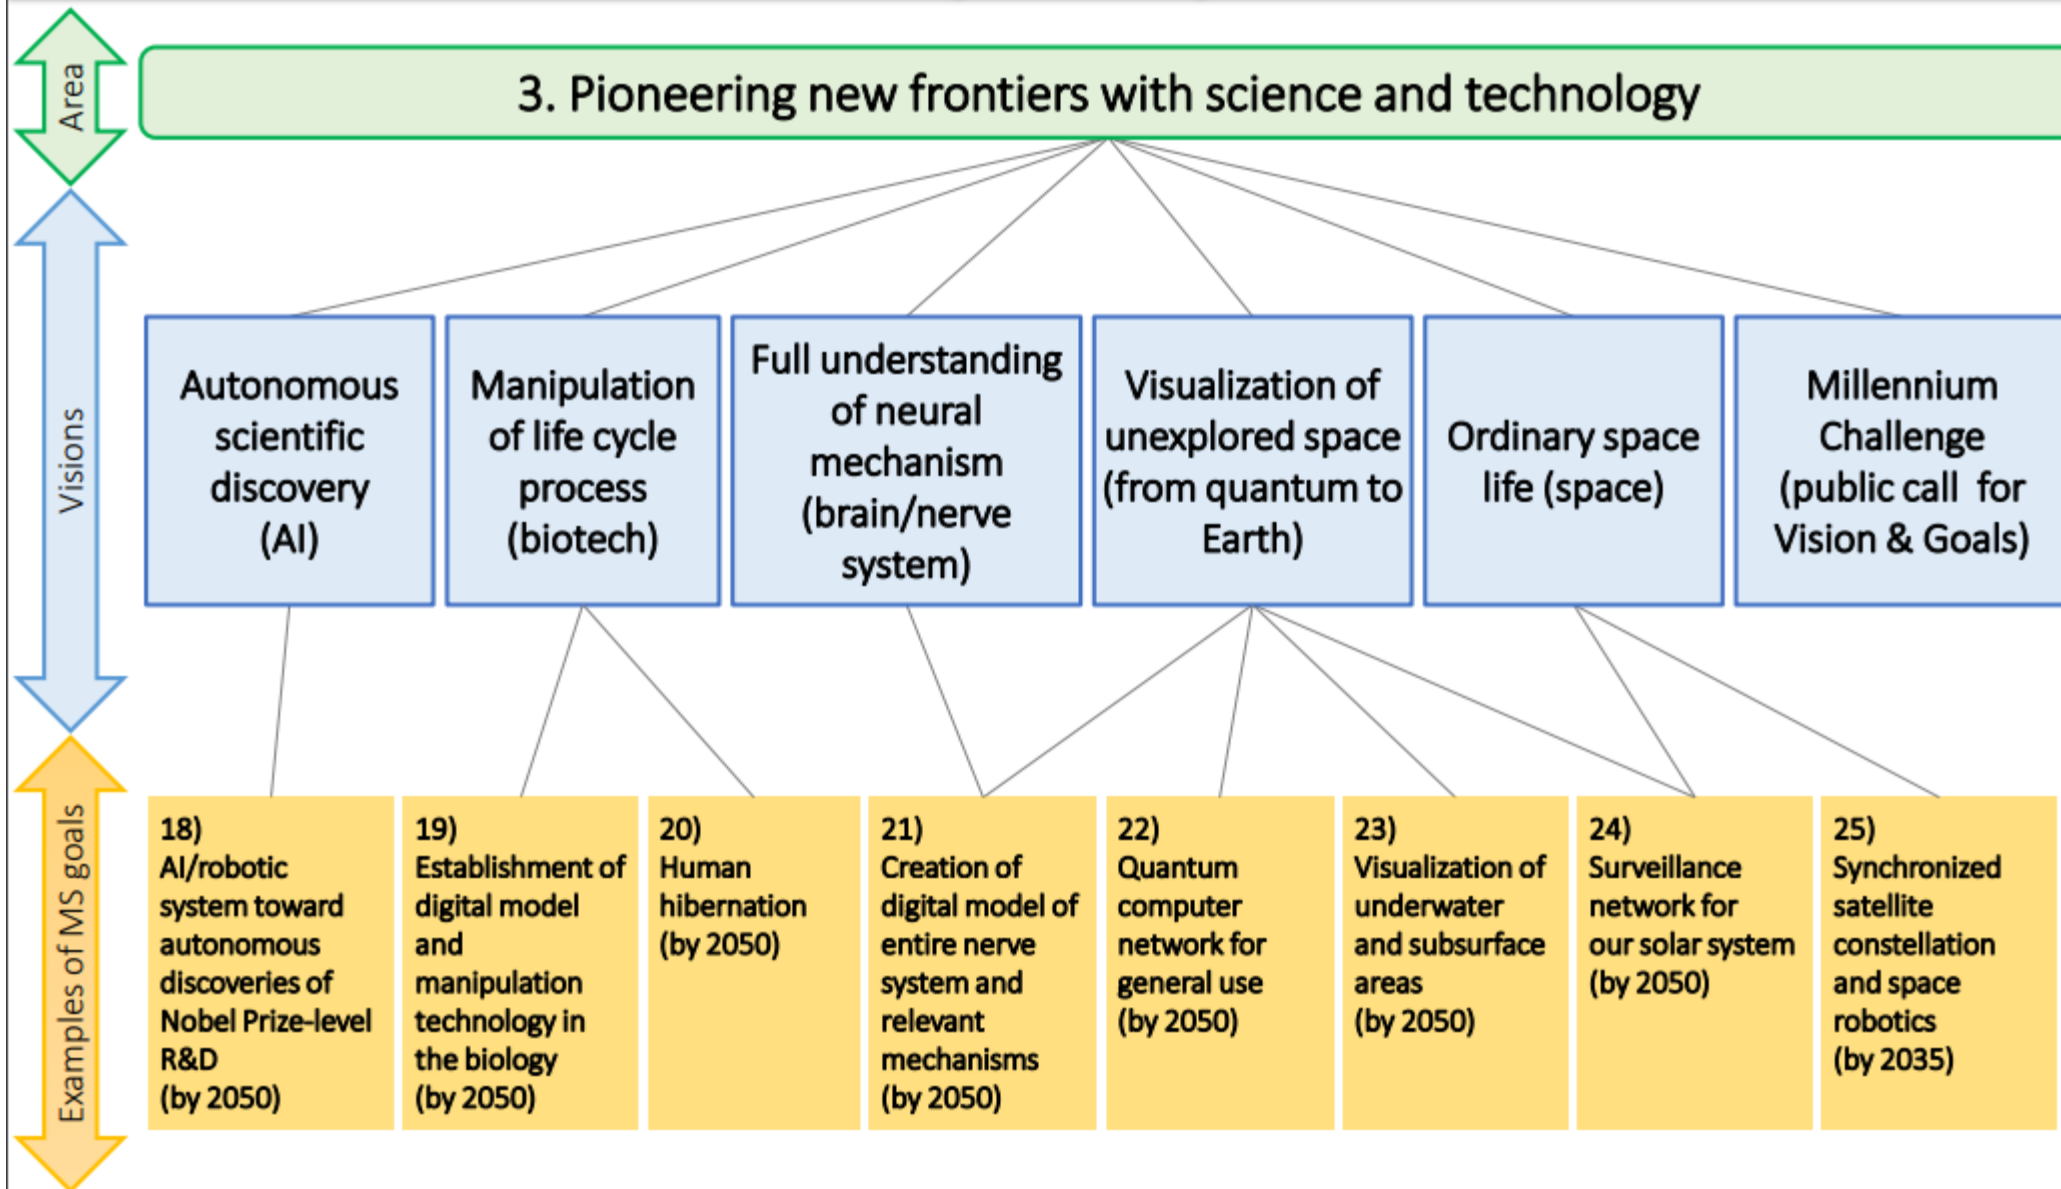 Area
3. Pioneering new frontiers with science and technology
Visions
Autonomous
scientific
discovery
(AI)
Manipulation
of life cycle
process
(biotech)
Full understanding
of neural
mechanism
(brain/nerve
system)
Visualization of
unexplored space
(from quantum to
Earth)
Ordinary space
life (space)
Millennium
Challenge
(public call for
Vision & Goals)
Examples of MS goals
18)
AI/robotic
system toward
autonomous
discoveries of
Nobel Prize-level
R&D
(by 2050)
19)
Establishment of
digital model
and
manipulation
technology in
the biology
(by 2050)
20)
Human
hibernation
(by 2050)
21)
Creation of
digital model of
entire nerve
system and
relevant
mechanisms
(by 2050)
22)
Quantum
computer
network for
general use
(by 2050)
23)
Visualization of
underwater
and subsurface
areas
(by 2050)
24)
Surveillance
network for
our solar system
(by 2050)
25)
Synchronized
satellite
constellation
and space
robotics
(by 2035)